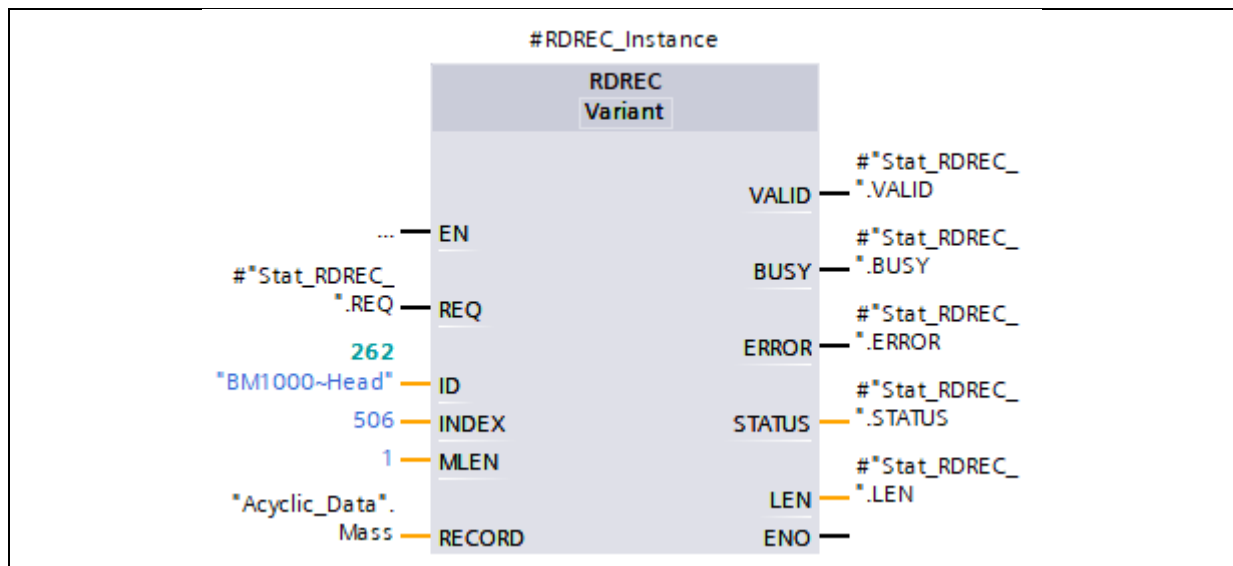 #RDREC_Instance
RDREC
Variant
#"Stat_RDREC_
VALID ".VALID
... EN
#"Stat_RDREC_
BUSY ".BUSY
#"Stat_RDREC_
".REQ REQ
#"Stat_RDREC_
ERROR ".ERROR
262
"BM1000~Head" ID
#"Stat_RDREC_
506 INDEX STATUS ".STATUS
1 MLEN
#"Stat_RDREC_
LEN ".LEN
"Acyclic_Data".
Mass RECORD ENO